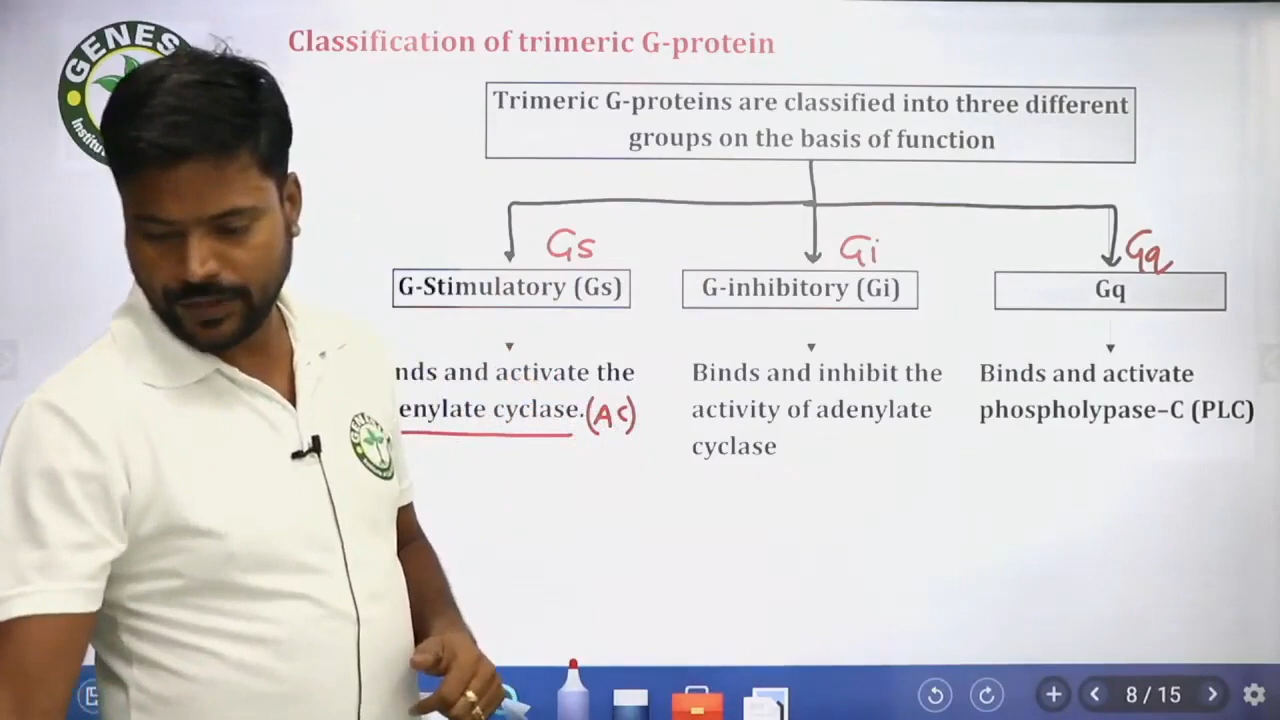 GENES
Institu
Classification of trimeric G-protein
Trimeric G-proteins are classified into three different
groups on the basis of function
Gs
Gi
Gq
G-Stimulatory (Gs)
G-inhibitory (Gi)
Gq
nds and activate the
enylate cyclase. (AC)
Binds and inhibit the
activity of adenylate
cyclase
Binds and activate
phospholypase-C (PLC)
8 / 15